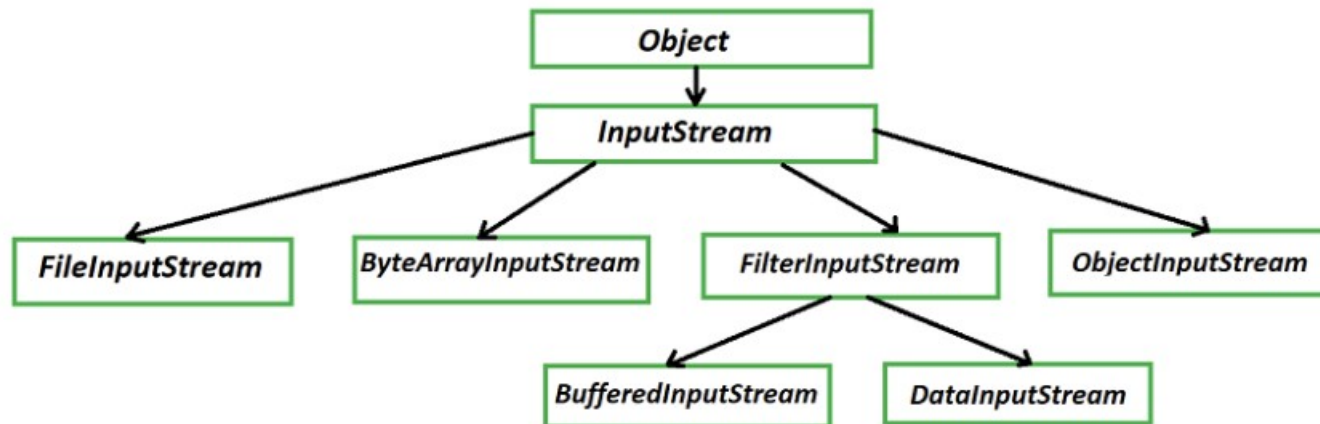 Object
InputStream
FileInputStream
ByteArrayInputStream
FilterInputStream
ObjectInputStream
BufferedInputStream
DataInputStream